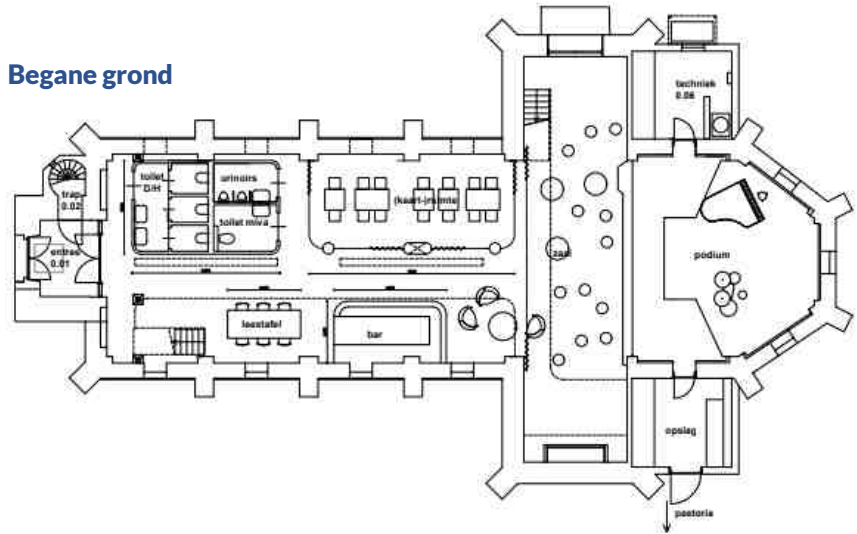 Begane grond
techniek
0.06
toilet
D/H
urinoirs
trap
0.02
(kaart-)ruimte
toilet miva
entree
0.01
zaal
podium
leestafel
bar
opslag
pastorie